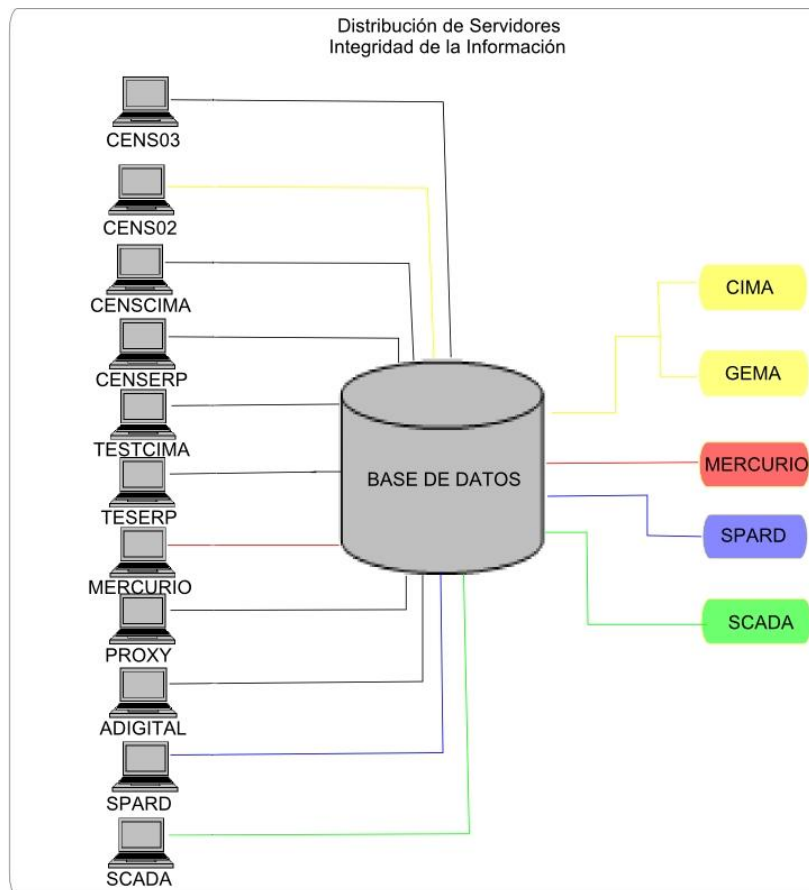 Distribución de Servidores
Integridad de la Información
CENS03
CENS02
CENSCIMA
CENSERP
TESTCIMA
TESERP
MERCURIO
PROXY
ADIGITAL
SPARD
SCADA
BASE DE DATOS
CIMA
GEMA
MERCURIO
SPARD
SCADA